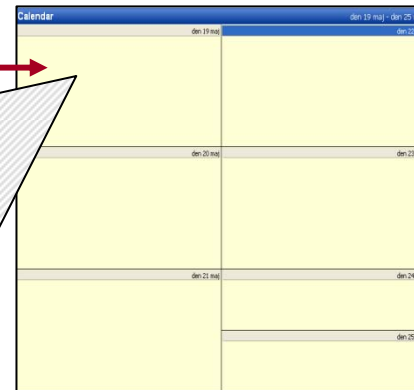 Calendar den 19 maj - den 25
den 19 maj den 22
den 20 maj den 23
den 21 maj den 24
den 25